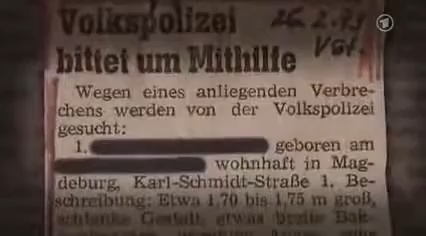 Volkspolizei
bittet um Mithilfe
Wegen eines anliegenden Verbre-
chens werden von der Volkspolizei
gesucht:
1. geboren am
wohnhaft in Mag-
deburg, Karl-Schmidt-Straße 1. Be-
schreibung: Etwa 1,70 bis 1,75 m groß,
schlanke Gestalt, etwas breite Bak-
ARD